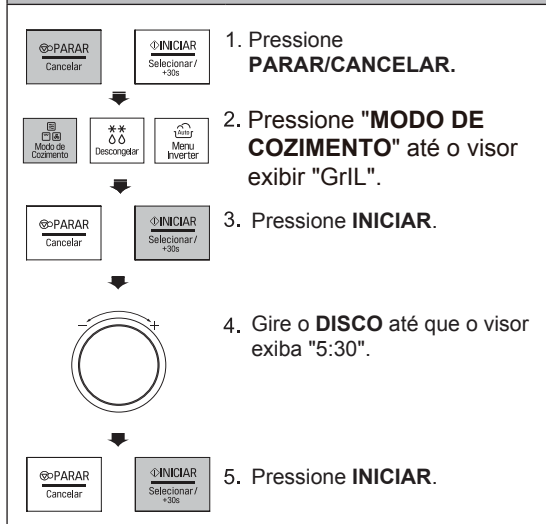 PARAR
Cancelar
INICIAR
Selecionar/
+30s
1. Pressione
PARAR/CANCELAR.
Modo de
Cozimento
Descongelar
Auto
Menu
Inverter
2. Pressione "MODO DE
COZIMENTO" até o visor
exibir "GrIL".
PARAR
Cancelar
INICIAR
Selecionar/
+30s
3. Pressione INICIAR.
- +
4. Gire o DISCO até que o visor
exiba "5:30".
PARAR
Cancelar
INICIAR
Selecionar/
+30s
5. Pressione INICIAR.